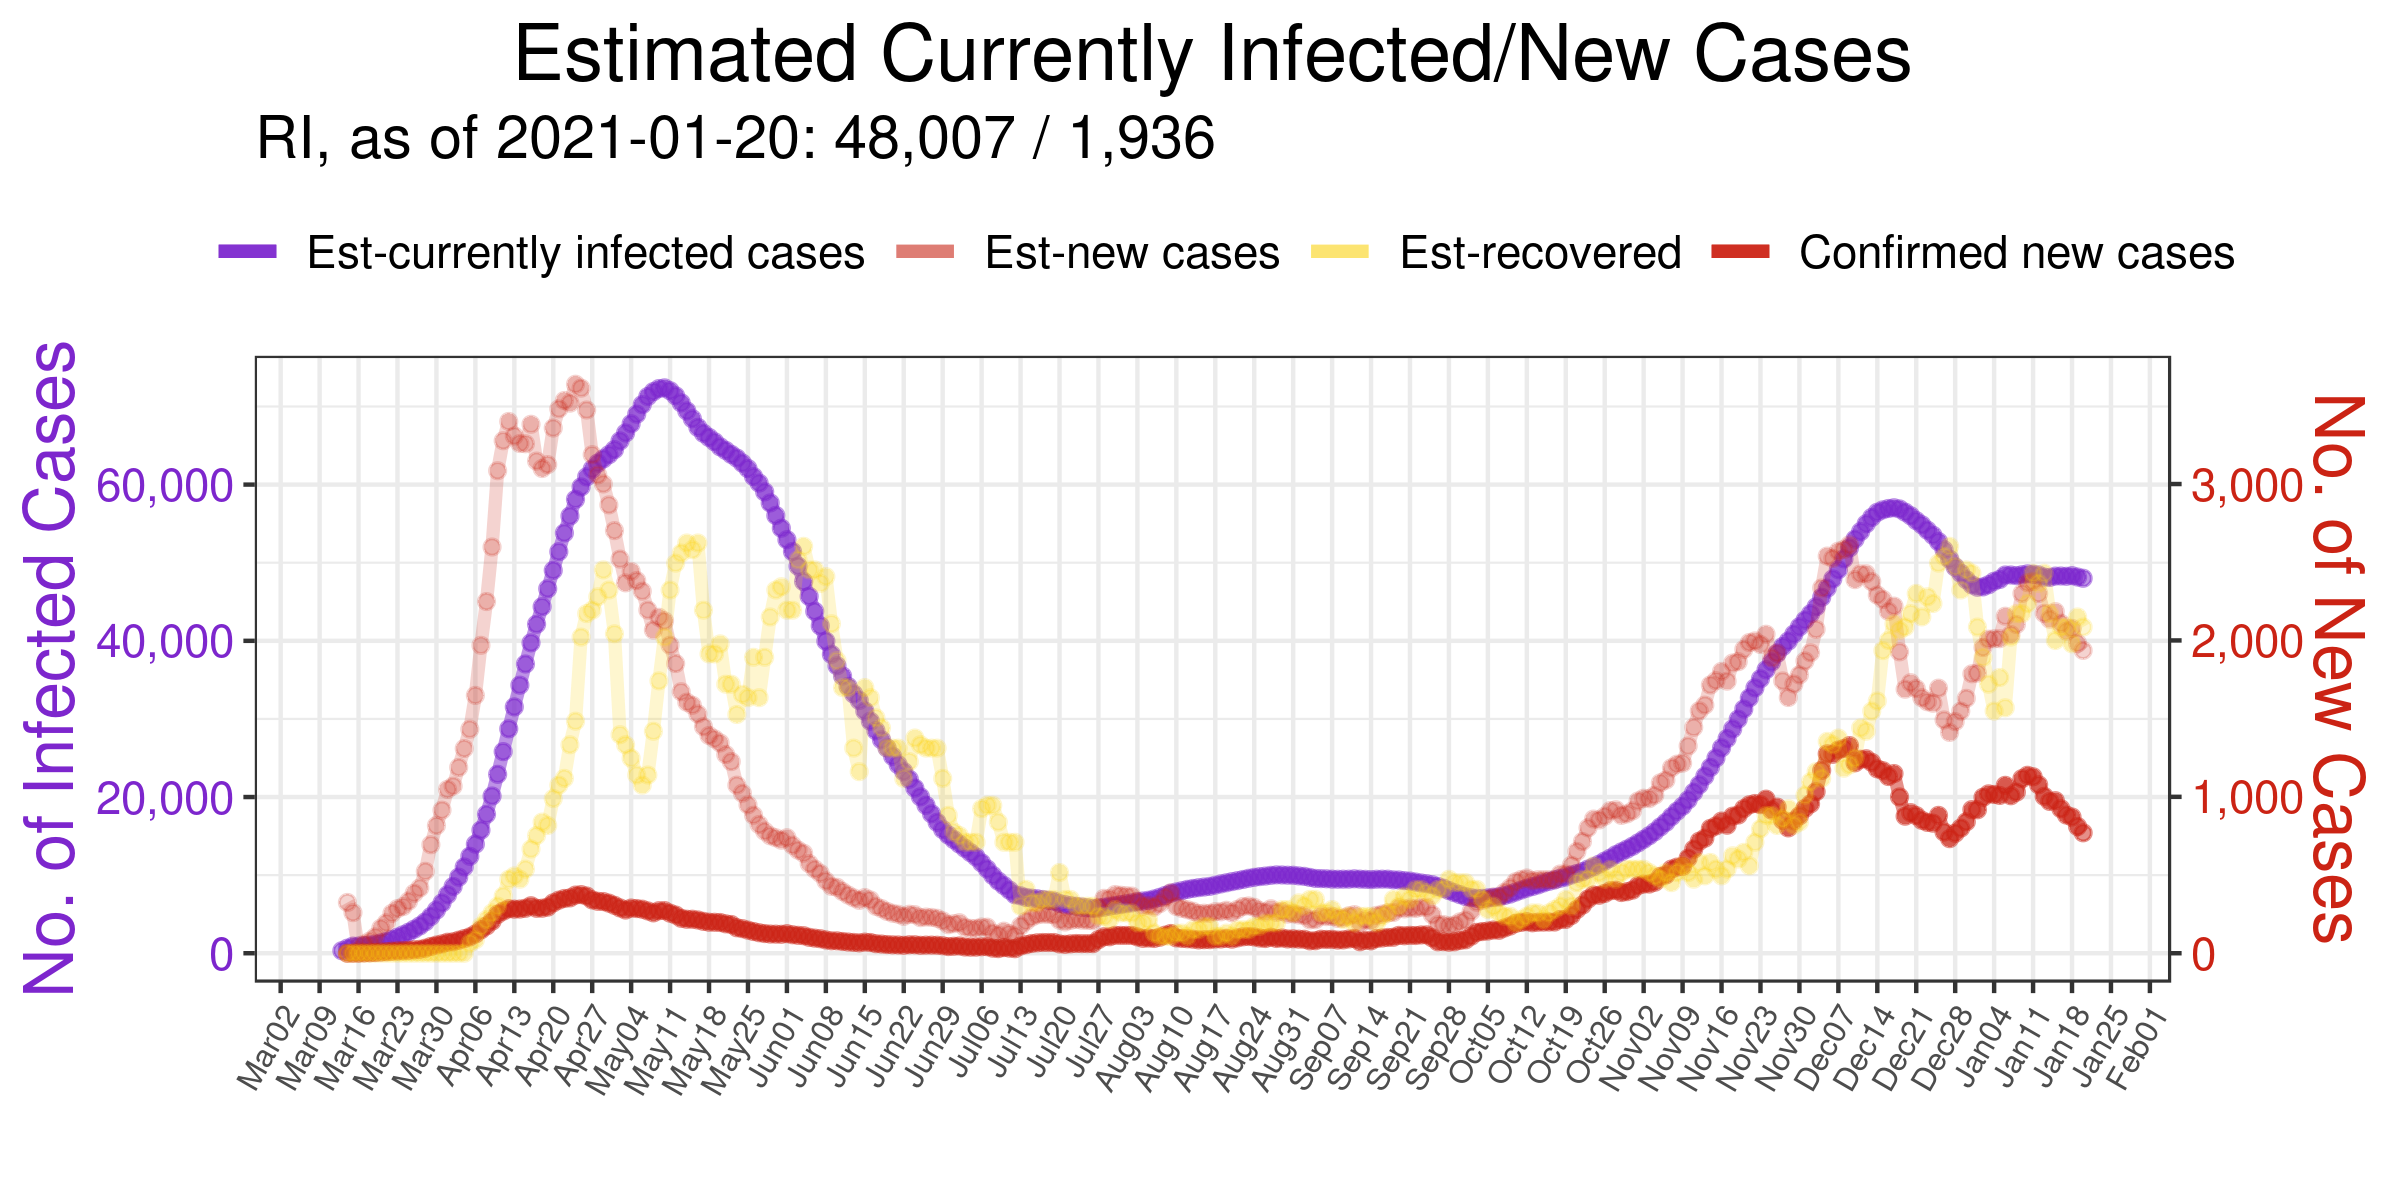 Estimated Currently Infected/New Cases
RI, as of 2021-01-20: 48,007 / 1,936
Est-currently infected cases Est-new cases Est-recovered Confirmed new cases
No. of Infected Cases
60,000
40,000
20,000
0
3,000
2,000
1,000
0
No. of New Cases
Mar02 Mar09 Mar16 Mar23 Mar30 Apr06 Apr13 Apr20 Apr27 May04 May11 May18 May25 Jun01 Jun08 Jun15 Jun22 Jun29 Jul06 Jul13 Jul20 Jul27 Aug03 Aug10 Aug17 Aug24 Aug31 Sep07 Sep14 Sep21 Sep28 Oct05 Oct12 Oct19 Oct26 Nov02 Nov09 Nov16 Nov23 Nov30 Dec07 Dec14 Dec21 Dec28 Jan04 Jan11 Jan18 Jan25 Feb01